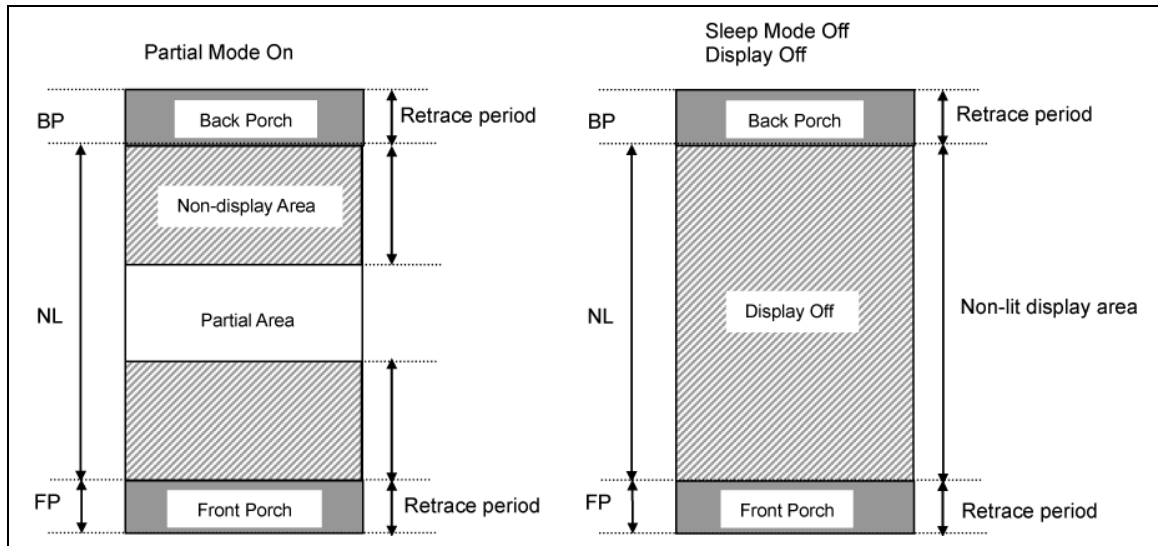 Partial Mode On
BP
Back Porch
Retrace period
Non-display Area
NL
Partial Area
FP
Front Porch
Retrace period
Sleep Mode Off
Display Off
BP
Back Porch
Retrace period
NL
Display Off
Non-lit display area
FP
Front Porch
Retrace period